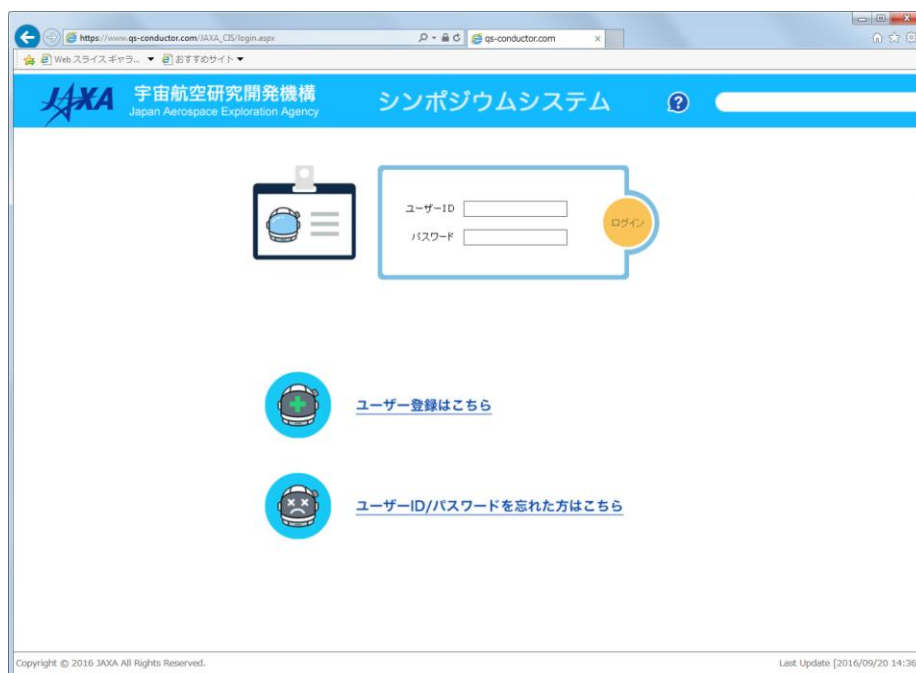 https://www.qs-conductor.com/JAXA_CIS/login.aspx
qs-conductor.com
Web スライス ギャラ...
おすすめサイト
JAXA
宇宙航空研究開発機構
Japan Aerospace Exploration Agency
シンポジウムシステム
?
ユーザーID
パスワード
ログイン
ユーザー登録はこちら
ユーザーID/パスワードを忘れた方はこちら
Copyright © 2016 JAXA All Rights Reserved.
Last Update [2016/09/20 14:36